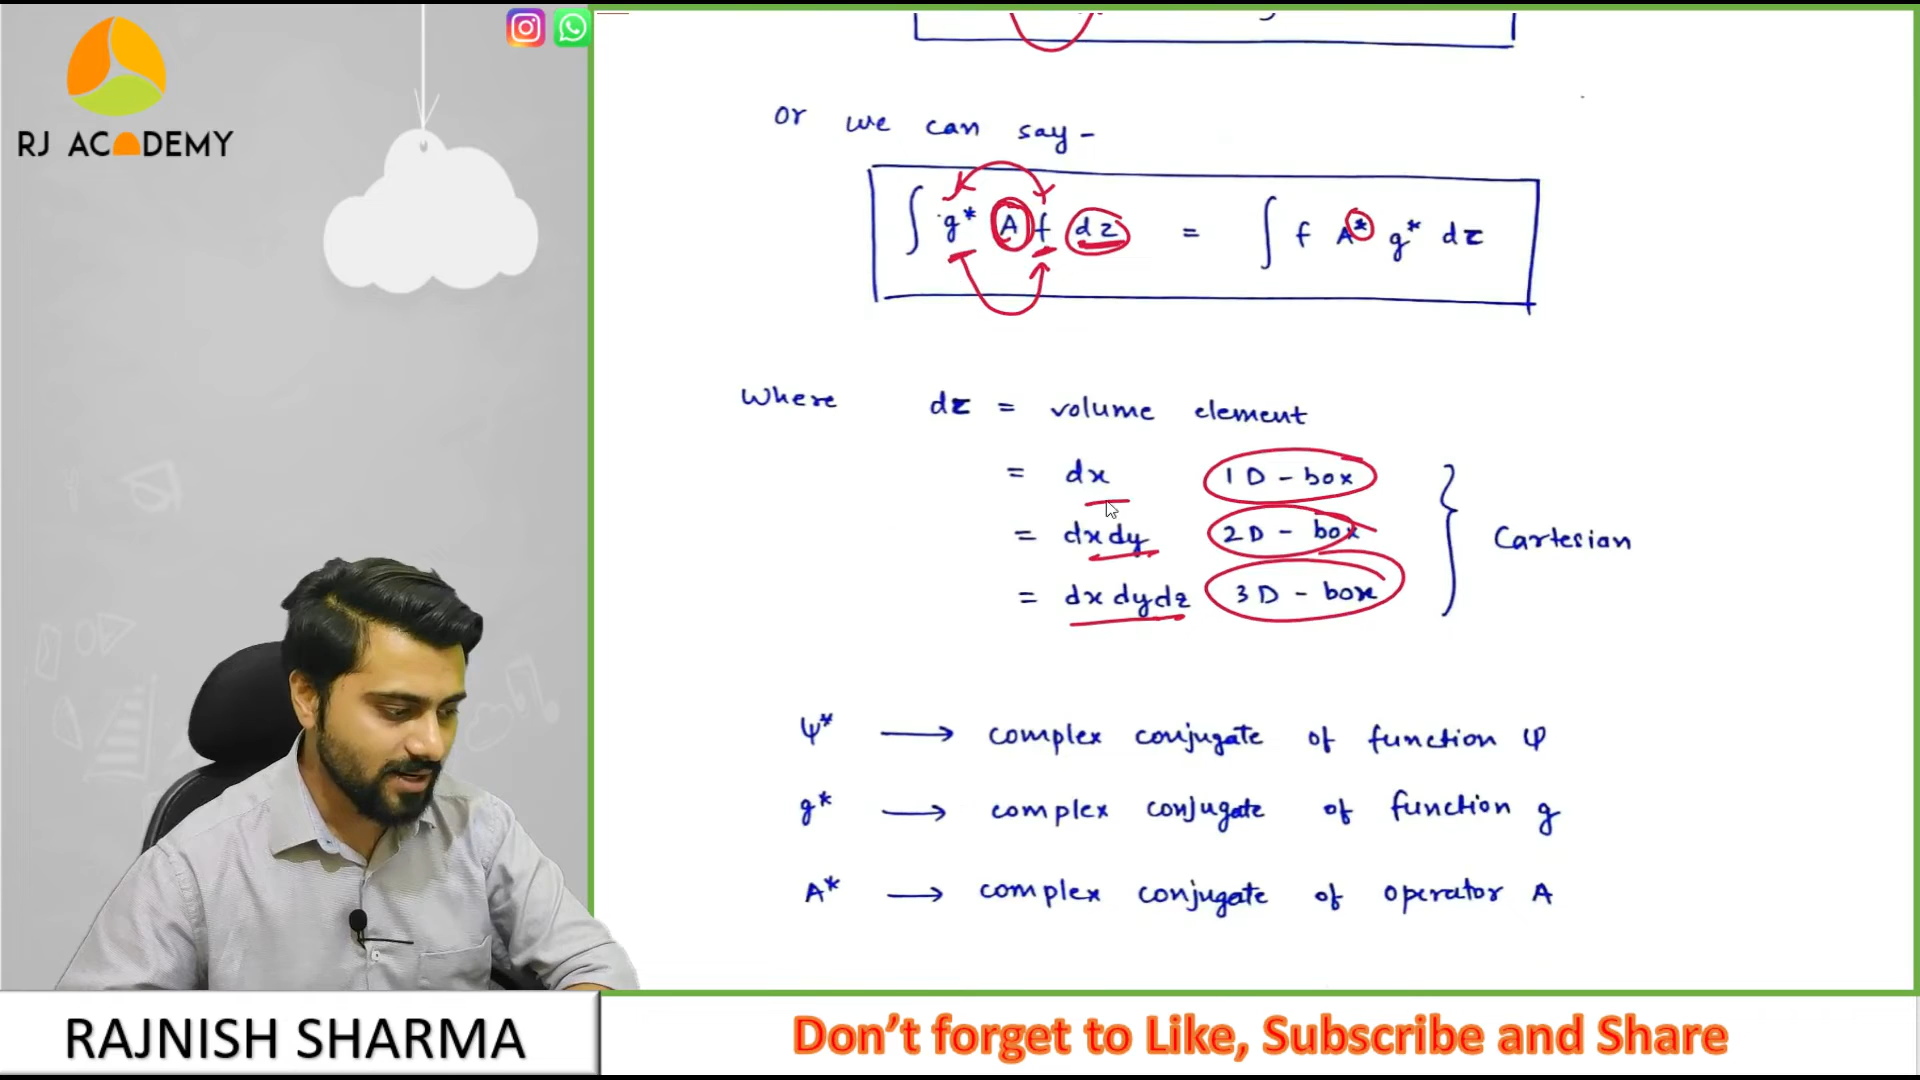 RJ ACADEMY
or we can say -
∫ g* A f dτ = ∫ f A* g* dτ
Where dτ = volume element
= dx 1D - box
= dxdy 2D - box
= dx dydz 3D - box
Cartesian
ψ* ⟶ complex conjugate of function ψ
g* ⟶ complex conjugate of function g
A* ⟶ complex conjugate of operator A
RAJNISH SHARMA
Don't forget to Like, Subscribe and Share